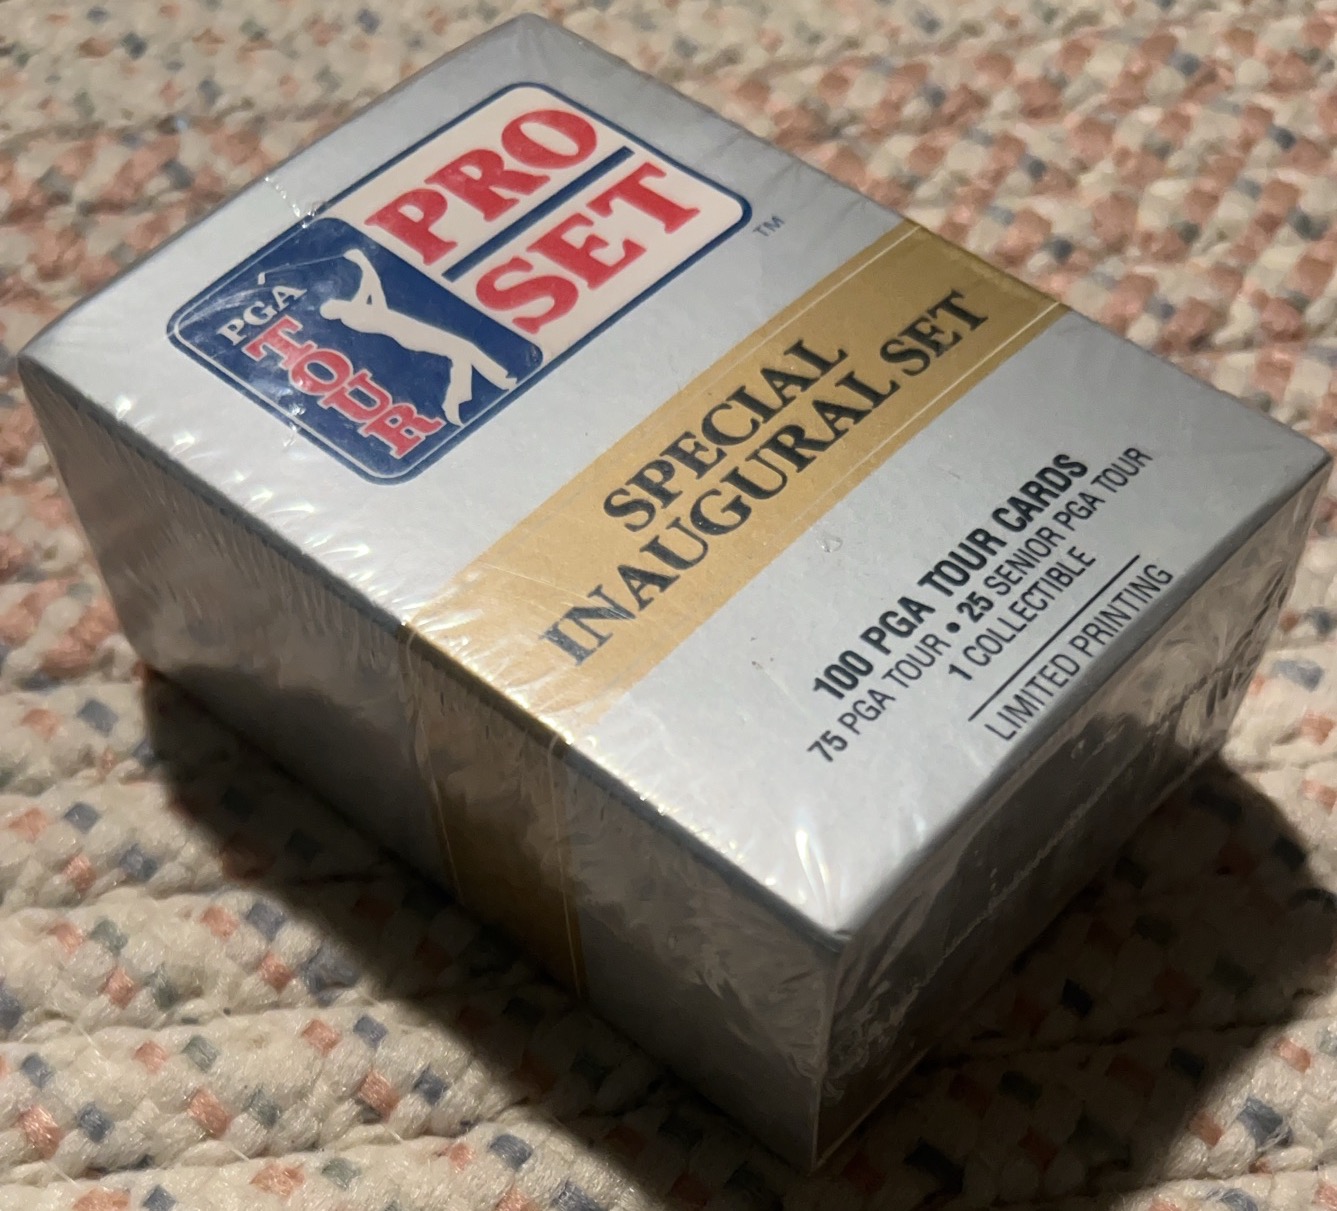 PRO
SET
TM
PGA
TOUR
SPECIAL
INAUGURAL SET
100 PGA TOUR CARDS
75 PGA TOUR • 25 SENIOR PGA TOUR
1 COLLECTIBLE
LIMITED PRINTING